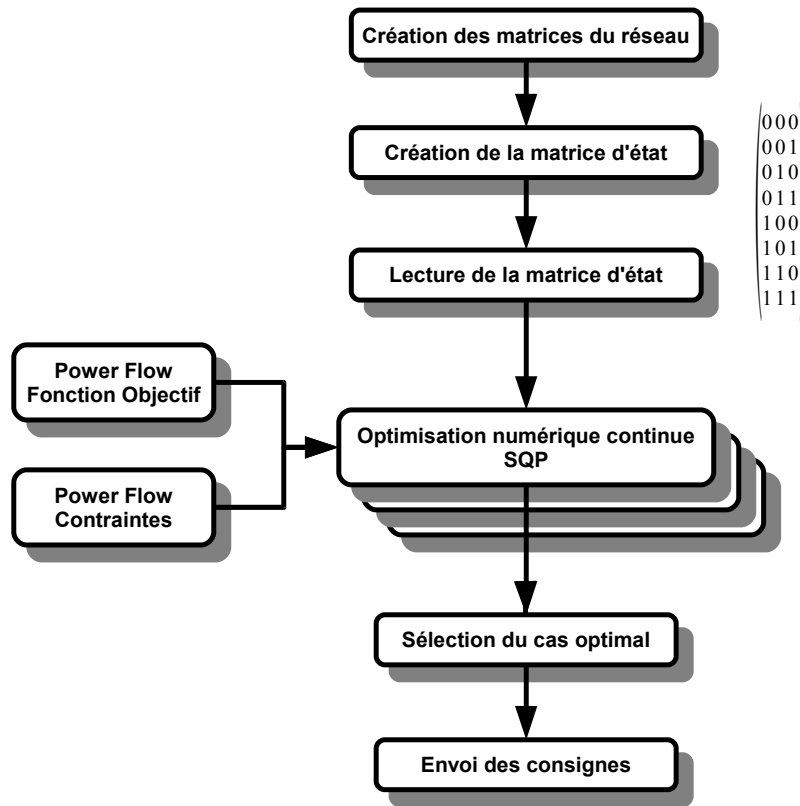 Création des matrices du réseau
Création de la matrice d'état
000
001
010
011
100
101
110
111
Lecture de la matrice d'état
Power Flow
Fonction Objectif
Power Flow
Contraintes
Optimisation numérique continue
SQP
Sélection du cas optimal
Envoi des consignes